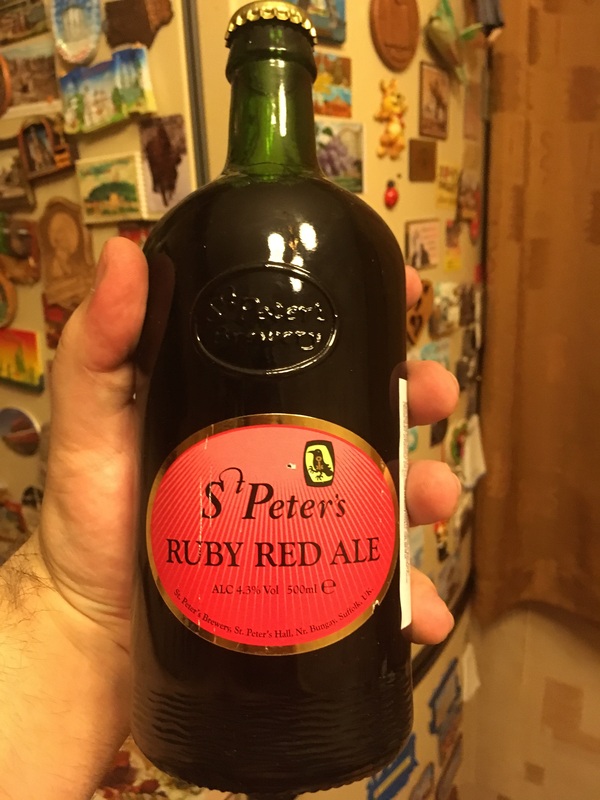 St Peter's
Brewery
St Peter's
RUBY RED ALE
ALC 4.3% Vol 500ml ℮
St. Peter's Brewery, St. Peter's Hall, Nr. Bungay, Suffolk, UK